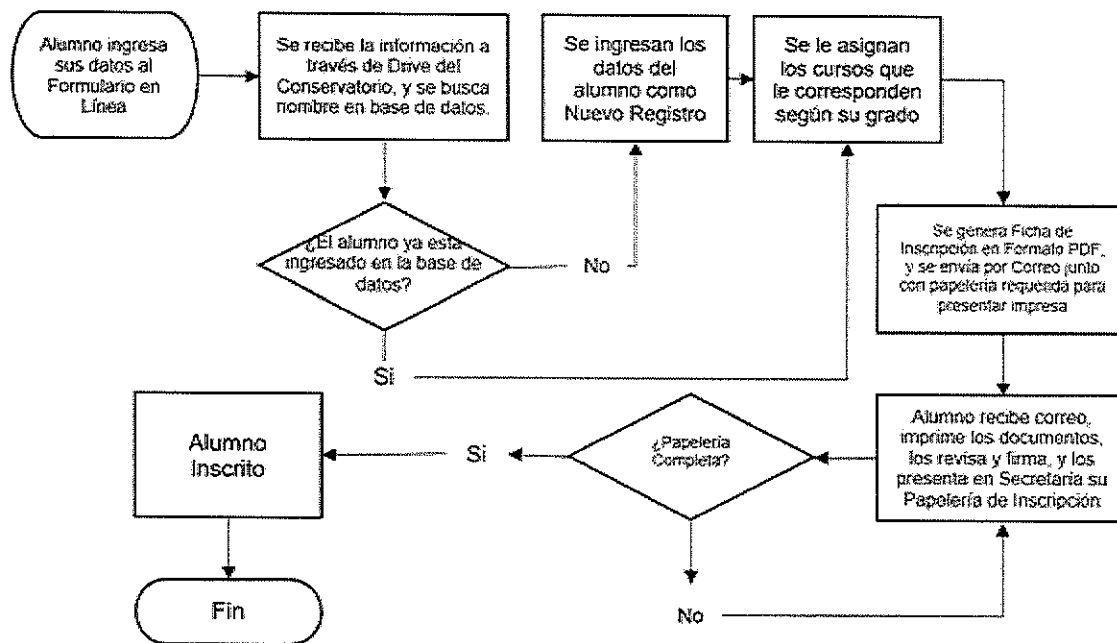 Alumno ingresa
sus datos al
Formulario en
Línea
Se recibe la información a
través de Drive del
Conservatorio, y se busca
nombre en base de datos.
Se ingresan los
datos del
alumno como
Nuevo Registro
Se le asignan
los cursos que
le corresponden
según su grado
¿El alumno ya esta
ingresado en la base de
datos?
No
Si
Se genera Ficha de
Inscripción en Formato PDF,
y se envía por Correo junto
con papelería requerida para
presentar impresa
Alumno recibe correo,
imprime los documentos,
los revisa y firma, y los
presenta en Secretaría su
Papelería de Inscripción
¿Papelería
Completa?
Si
No
Alumno
Inscrito
Fin